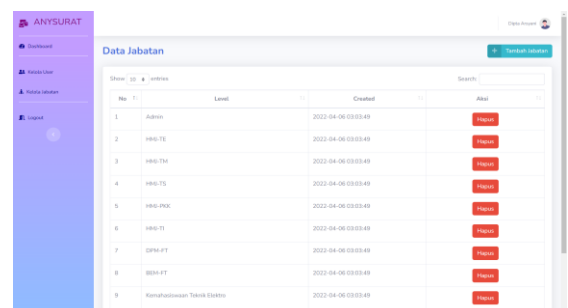 ANYSURAT
Dashboard
Kelola User
Kelola Jabatan
Logout
Data Jabatan
+ Tambah Jabatan
Show 10 entries
Search:
No Level Created Aksi
1 Admin 2022-04-06 03:03:49 Hapus
2 HMJ-TE 2022-04-06 03:03:49 Hapus
3 HMJ-TM 2022-04-06 03:03:49 Hapus
4 HMJ-TS 2022-04-06 03:03:49 Hapus
5 HMJ-PKK 2022-04-06 03:03:49 Hapus
6 HMJ-TI 2022-04-06 03:03:49 Hapus
7 DPM-FT 2022-04-06 03:03:49 Hapus
8 BEM-FT 2022-04-06 03:03:49 Hapus
9 Kemahasiswaan Teknik Elektro 2022-04-06 03:03:49 Hapus